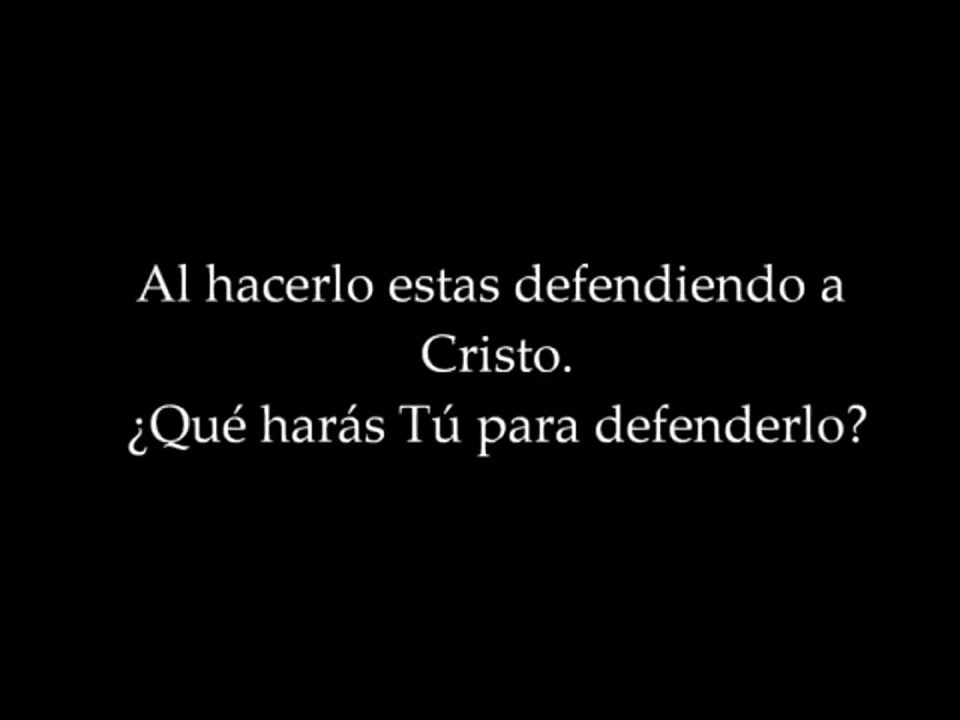 Al hacerlo estas defendiendo a
Cristo.
¿Qué harás Tú para defenderlo?